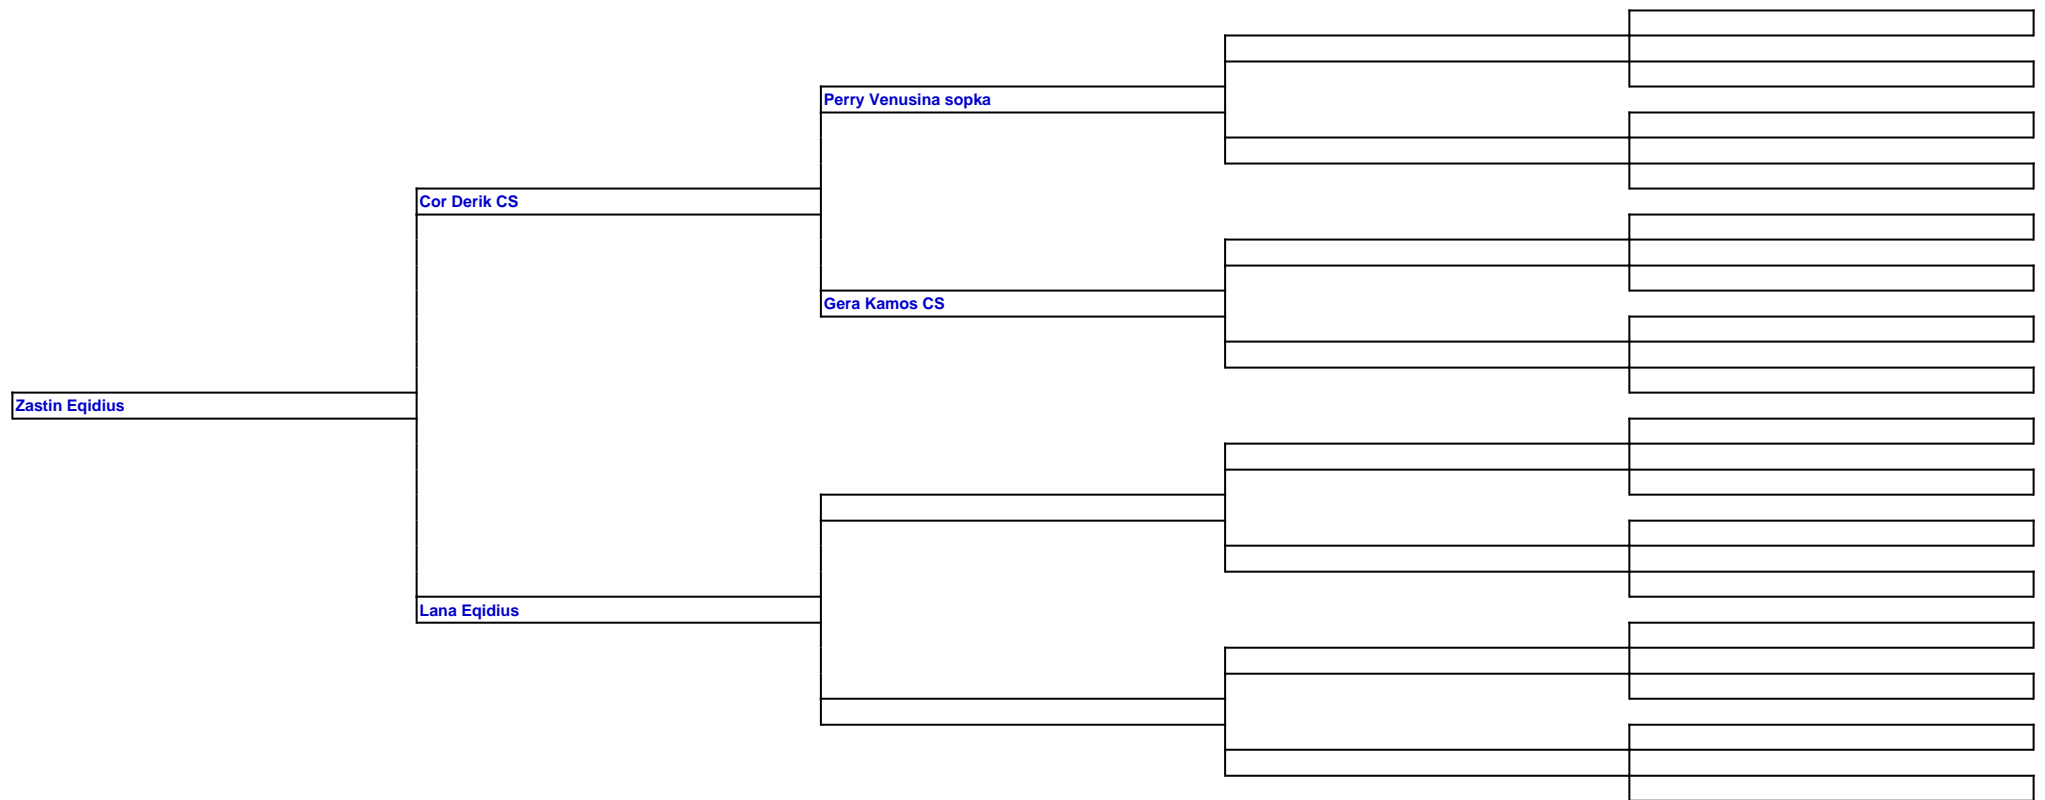 Perry Venusina sopka
Cor Derik CS
Gera Kamos CS
Zastin Eqidius
Lana Eqidius